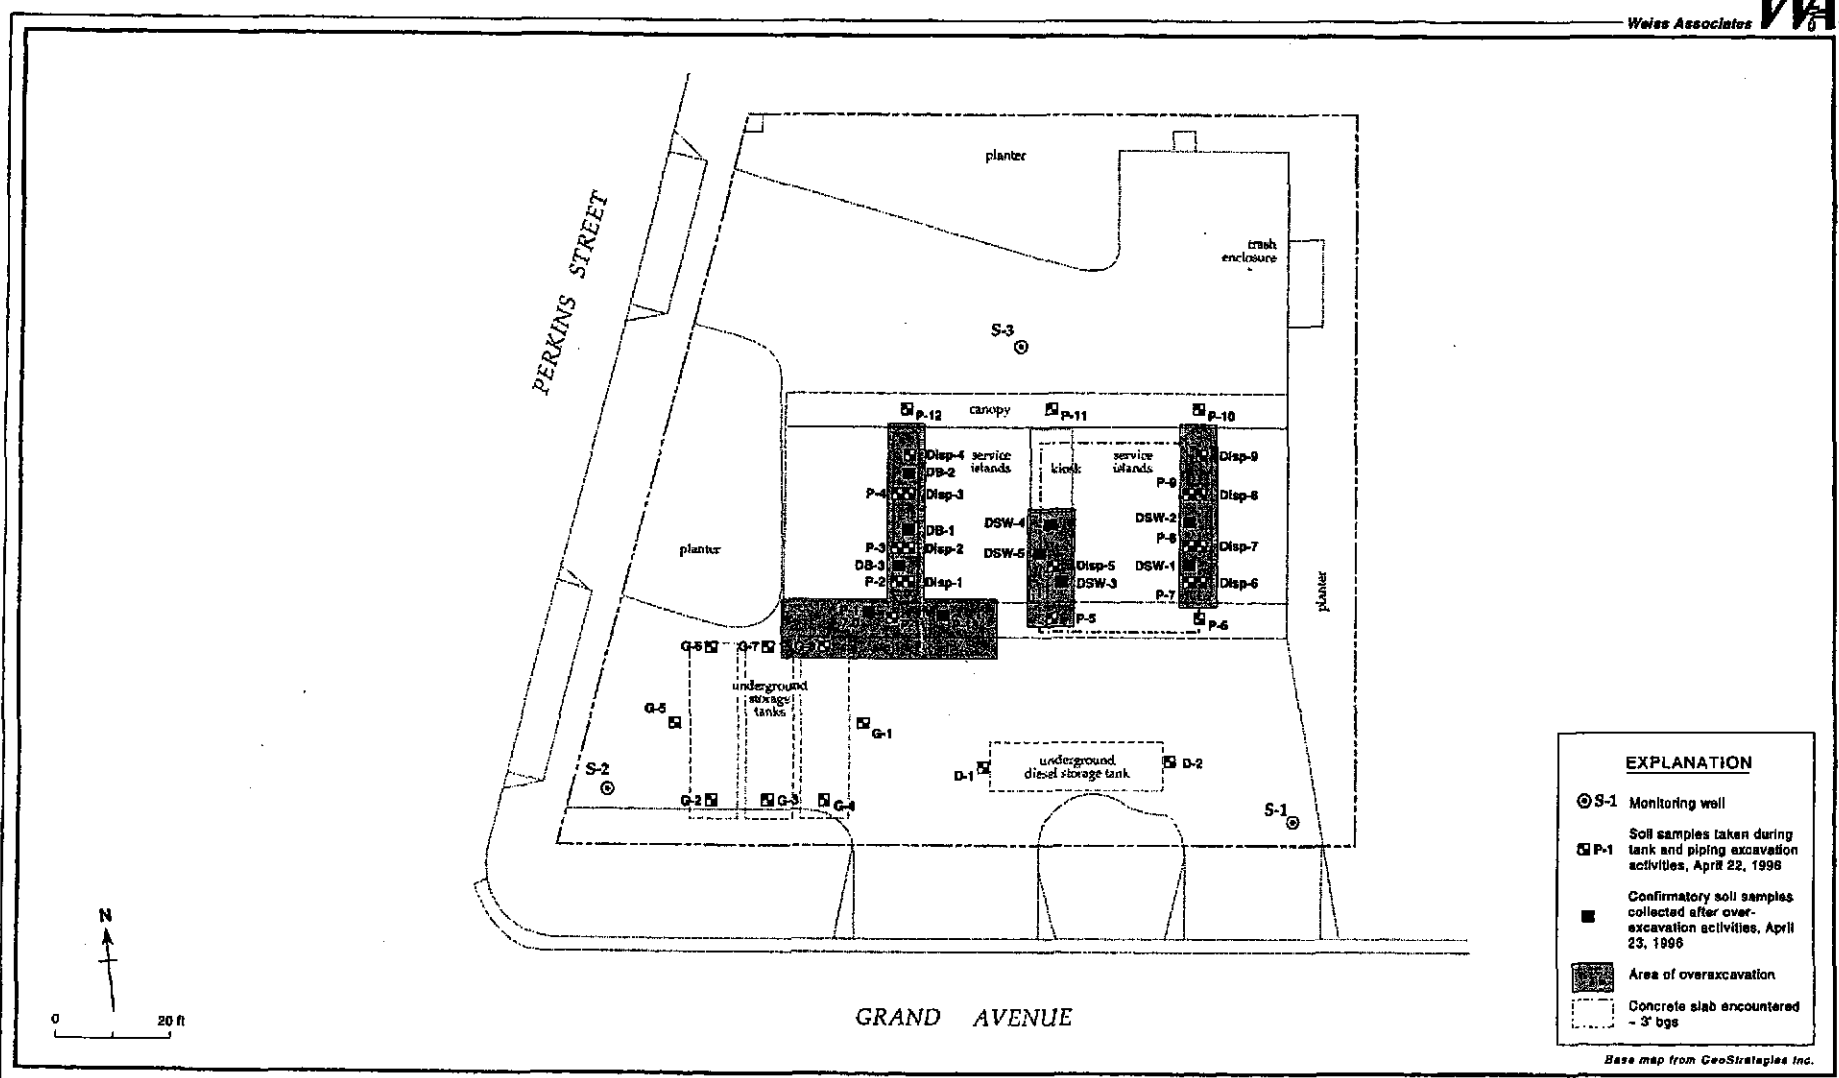 Weiss Associates
WA
planter
trash
enclosure
PERKINS STREET
S-3
P-12
canopy
P-11
P-10
Disp-4
service
islands
DB-2
kiosk
service
islands
Disp-9
P-9
P-4
Disp-3
Disp-8
DSW-4
DSW-2
DB-1
P-8
planter
P-3
Disp-2
DSW-5
Disp-7
DB-3
Disp-5
DSW-1
P-2
Disp-1
DSW-3
Disp-6
P-7
planter
P-5
P-6
G-6
G-7
underground
storage
tanks
G-5
G-1
underground
diesel storage tank
D-1
D-2
S-2
G-2
G-3
G-4
S-1
N
0
20 ft
GRAND AVENUE
EXPLANATION
S-1 Monitoring well
Soil samples taken during
P-1 tank and piping excavation
activities, April 22, 1996
Confirmatory soil samples
collected after over-
excavation activities, April
23, 1996
Area of overexcavation
Concrete slab encountered
~ 3' bgs
Base map from GeoStrategies Inc.